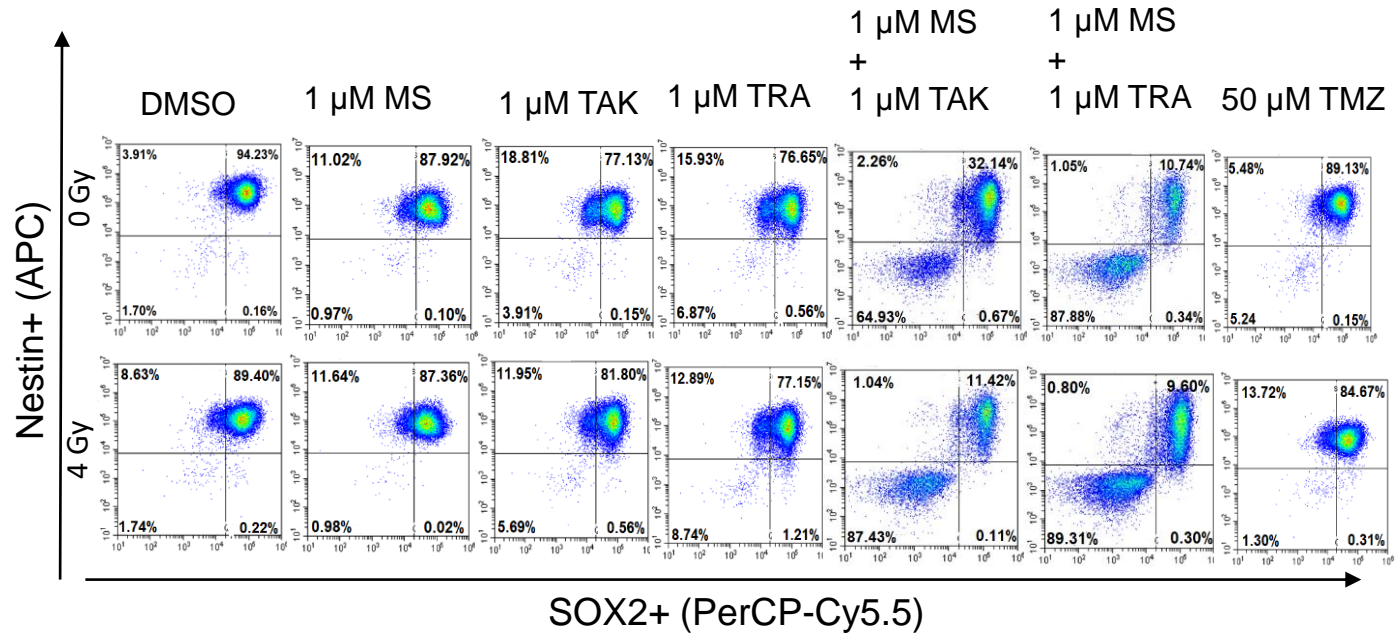 1 µM MS
+
1 µM TAK
1 µM MS
+
1 µM TRA
DMSO
1 µM MS
1 µM TAK
1 µM TRA
50 µM TMZ
Nestin+ (APC)
0 Gy
3.91% 94.23%
1.70% 0.16%
11.02% 87.92%
0.97% 0.10%
18.81% 77.13%
3.91% 0.15%
15.93% 76.65%
6.87% 0.56%
2.26% 32.14%
64.93% 0.67%
1.05% 10.74%
87.88% 0.34%
5.48% 89.13%
5.24 0.15%
4 Gy
8.63% 89.40%
1.74% 0.22%
11.64% 87.36%
0.98% 0.02%
11.95% 81.80%
5.69% 0.56%
12.89% 77.15%
8.74% 1.21%
1.04% 11.42%
87.43% 0.11%
0.80% 9.60%
89.31% 0.30%
13.72% 84.67%
1.30% 0.31%
SOX2+ (PerCP-Cy5.5)